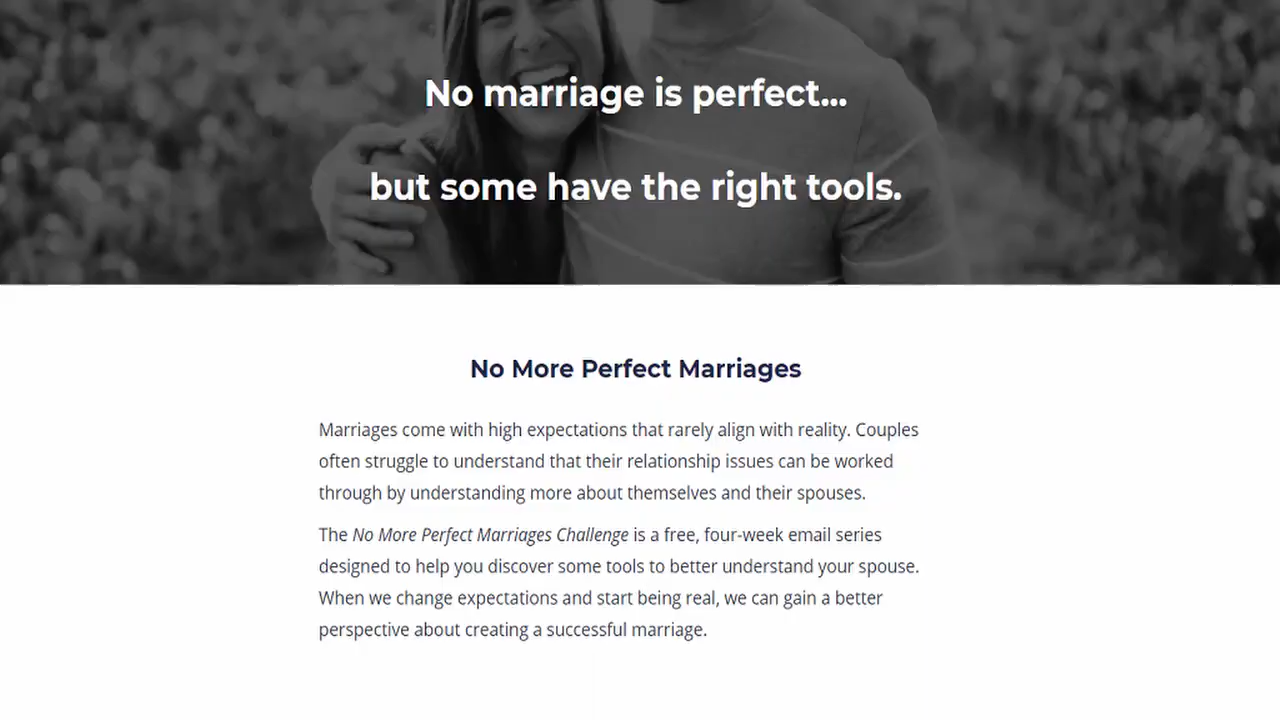 No marriage is perfect...
but some have the right tools.
No More Perfect Marriages
Marriages come with high expectations that rarely align with reality. Couples
often struggle to understand that their relationship issues can be worked
through by understanding more about themselves and their spouses.
The No More Perfect Marriages Challenge is a free, four-week email series
designed to help you discover some tools to better understand your spouse.
When we change expectations and start being real, we can gain a better
perspective about creating a successful marriage.